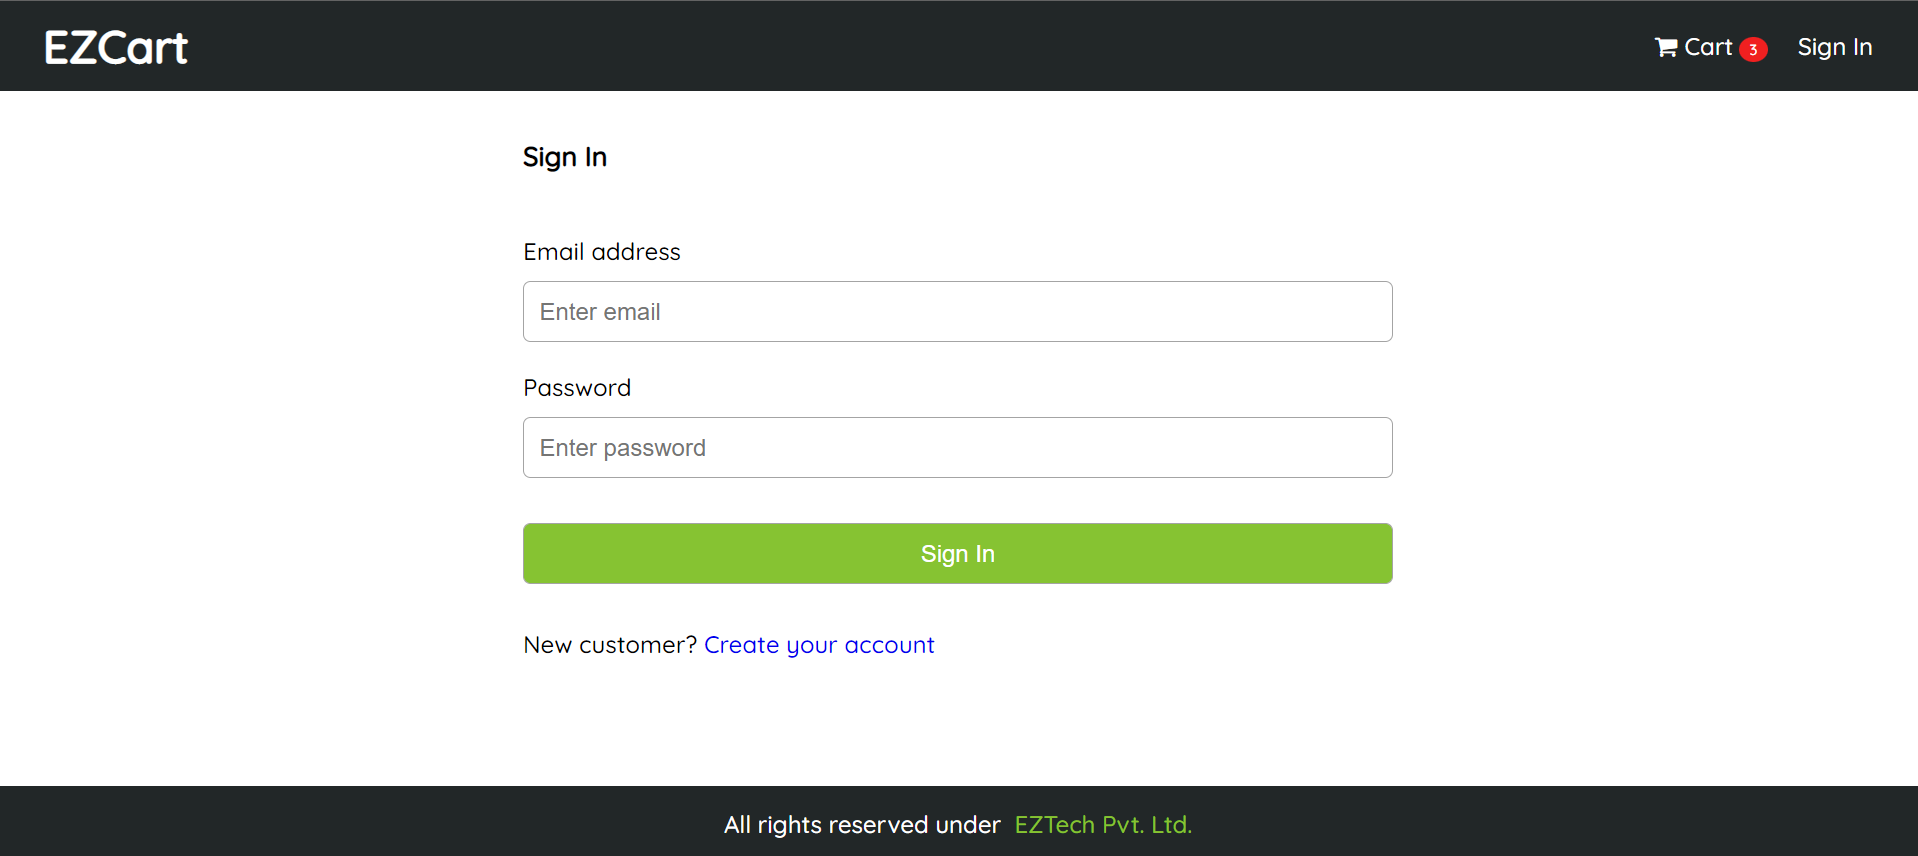 EZCart
Cart 3 Sign In
Sign In
Email address
Enter email
Password
Enter password
Sign In
New customer? Create your account
All rights reserved under EZTech Pvt. Ltd.